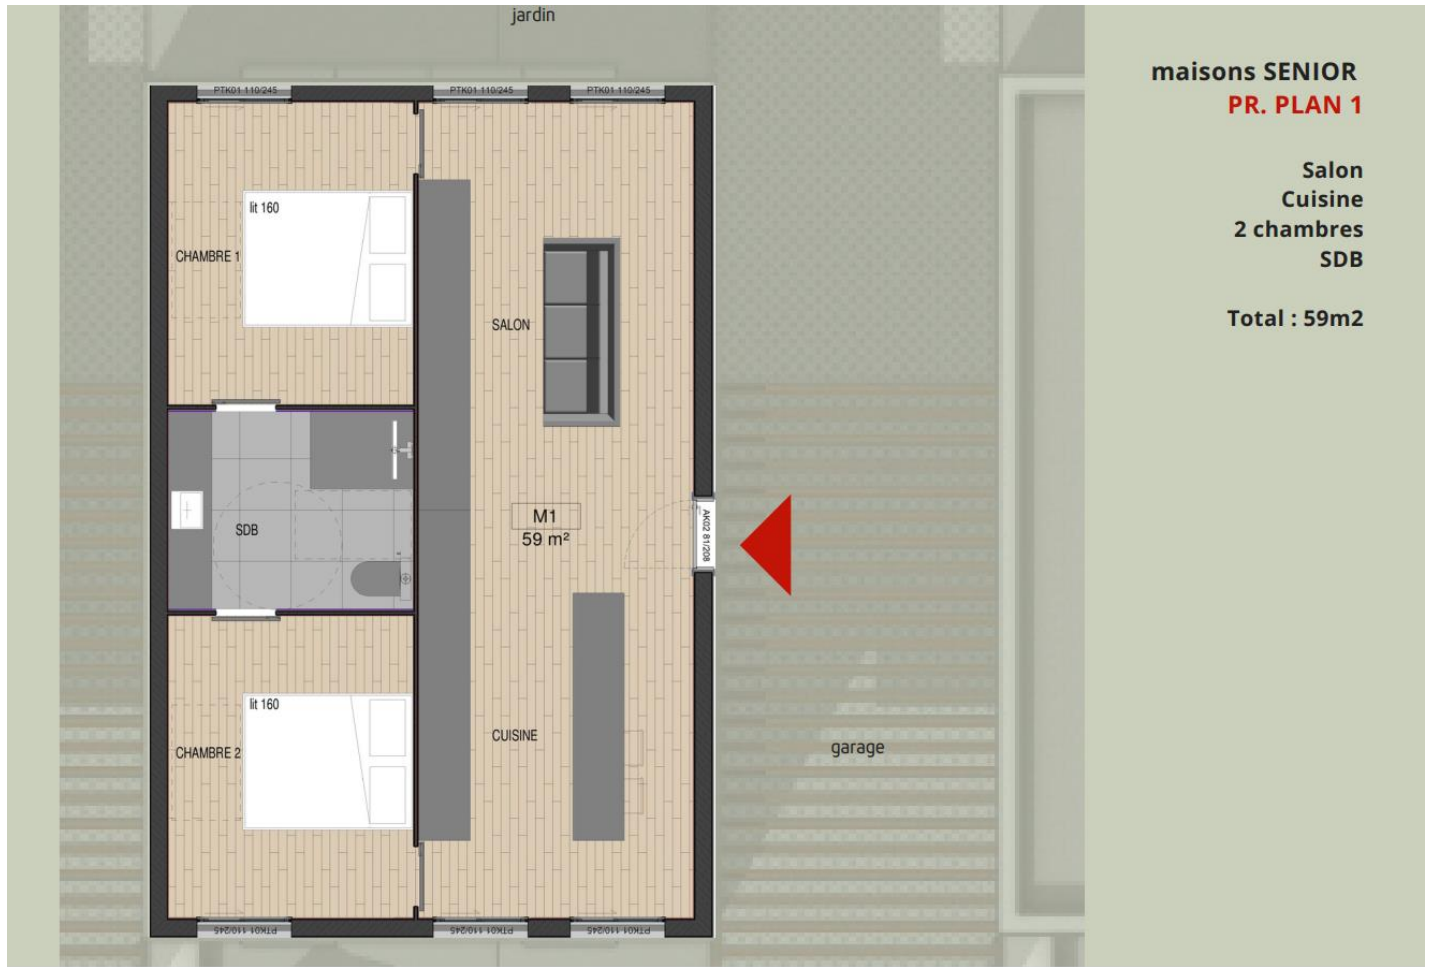 jardin
PTK01 110/245
PTK01 110/245
PTK01 110/245
maisons SENIOR
PR. PLAN 1
Salon
Cuisine
2 chambres
SDB
Total : 59m2
lit 160
CHAMBRE 1
SALON
M1
59 m²
AK02 81/208
SDB
lit 160
CHAMBRE 2
CUISINE
garage
PTK01 110/245
PTK01 110/245
PTK01 110/245